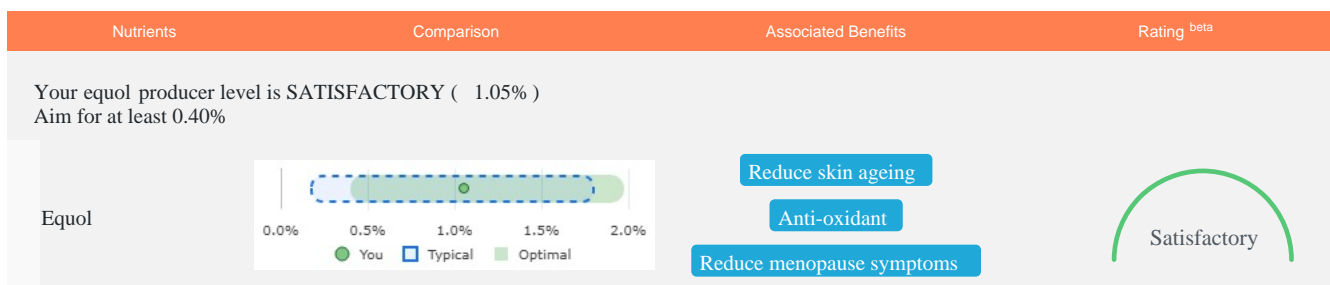 Nutrients Comparison Associated Benefits Rating beta
Your equol producer level is SATISFACTORY ( 1.05% )
Aim for at least 0.40%
Equol
0.0% 0.5% 1.0% 1.5% 2.0%
You Typical Optimal
Reduce skin ageing
Anti-oxidant
Reduce menopause symptoms
Satisfactory